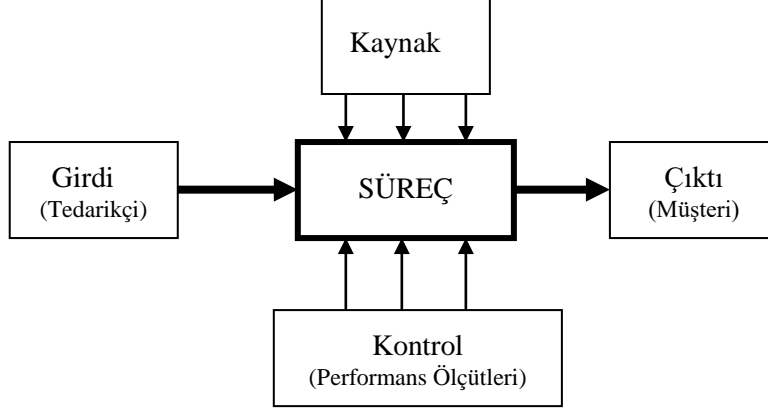 Kaynak
Girdi
(Tedarikçi)
SÜREÇ
Çıktı
(Müşteri)
Kontrol
(Performans Ölçütleri)